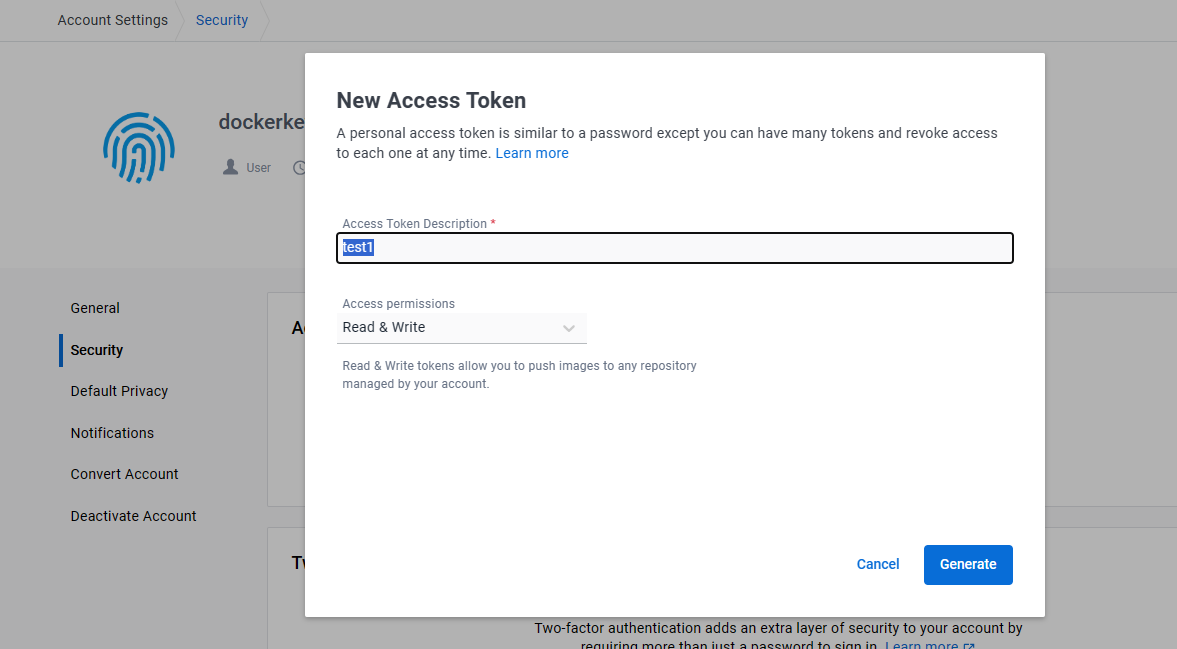 Account Settings
Security
dockerke
User
New Access Token
A personal access token is similar to a password except you can have many tokens and revoke access
to each one at any time. Learn more
Access Token Description *
test1
Access permissions
Read & Write
Read & Write tokens allow you to push images to any repository
managed by your account.
Cancel
Generate
General
Security
Default Privacy
Notifications
Convert Account
Deactivate Account
Two-factor authentication adds an extra layer of security to your account by
requiring more than just a password to sign in. Learn more